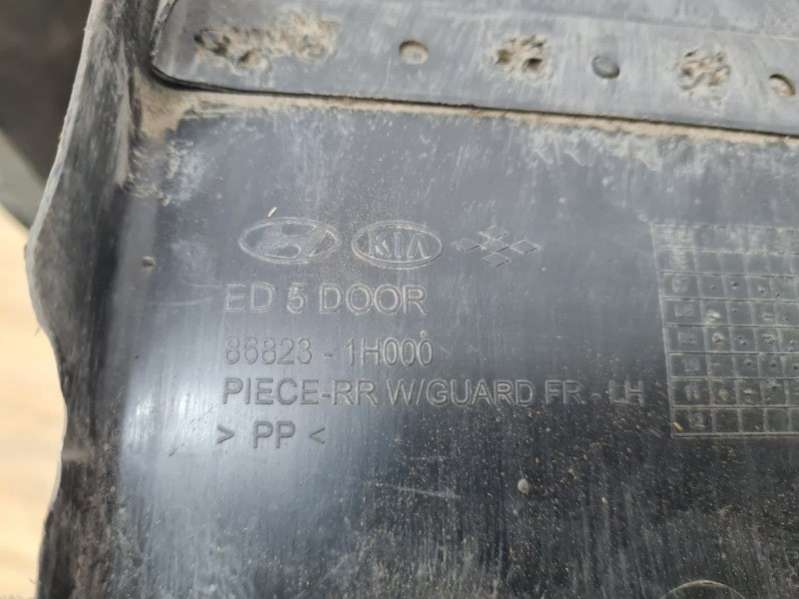 KIA
ED 5 DOOR
86823 - 1H000
PIECE-RR W/GUARD FR - LH
> PP <